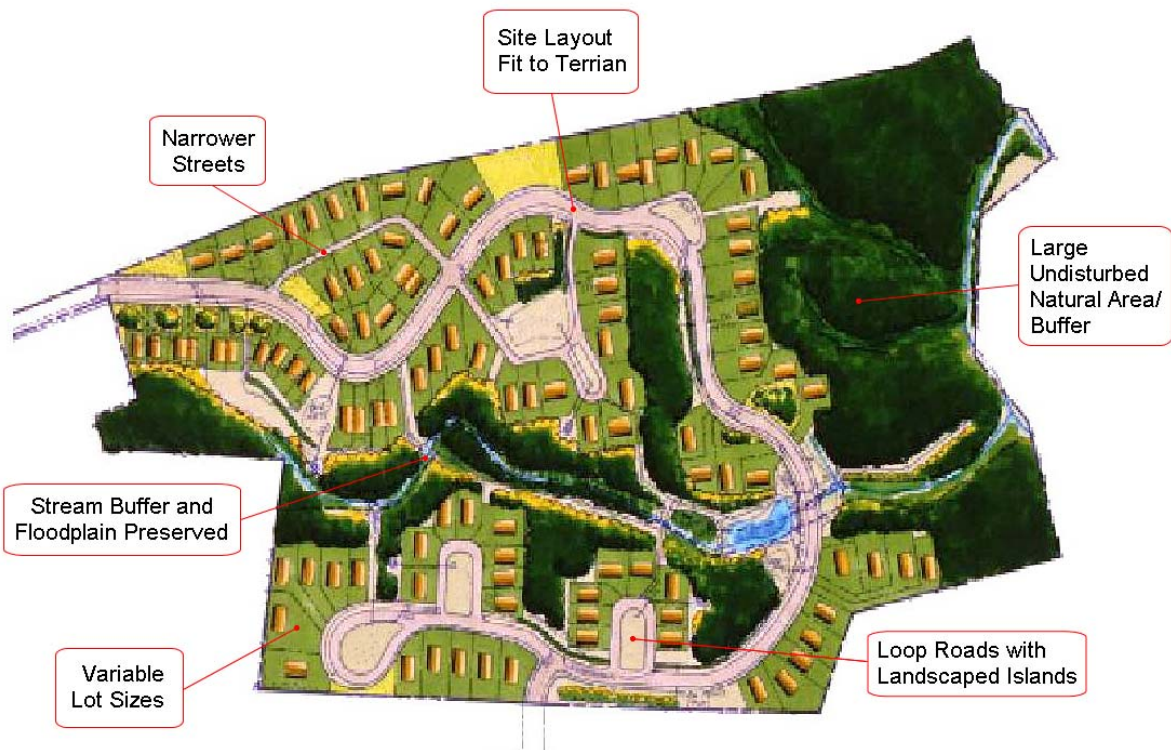 Site Layout
Fit to Terrian
Narrower
Streets
Large
Undisturbed
Natural Area/
Buffer
Stream Buffer and
Floodplain Preserved
Variable
Lot Sizes
Loop Roads with
Landscaped Islands